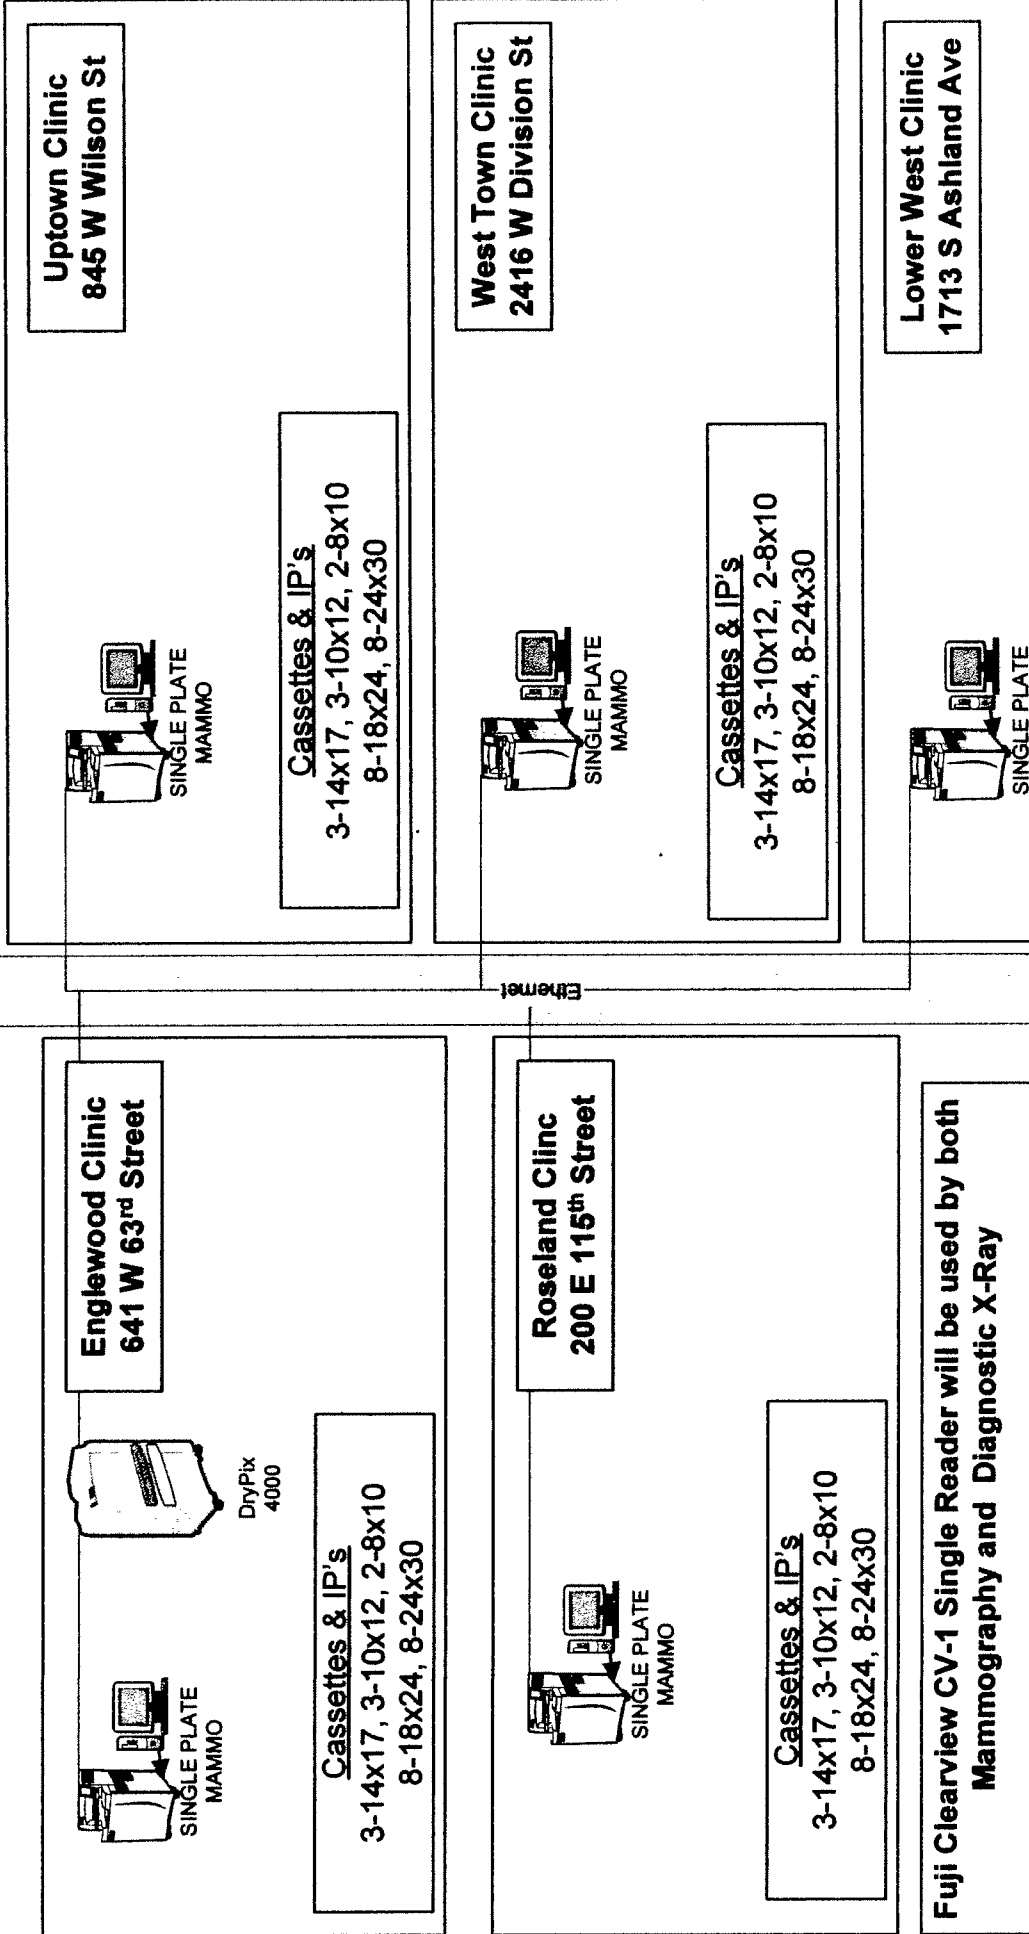 Englewood Clinic
641 W 63rd Street
DryPix
4000
SINGLE PLATE
MAMMO
Cassettes & IP's
3-14x17, 3-10x12, 2-8x10
8-18x24, 8-24x30
Roseland Clinc
200 E 115th Street
SINGLE PLATE
MAMMO
Cassettes & IP's
3-14x17, 3-10x12, 2-8x10
8-18x24, 8-24x30
Fuji Clearview CV-1 Single Reader will be used by both
Mammography and Diagnostic X-Ray
Ethernet
Uptown Clinic
845 W Wilson St
SINGLE PLATE
MAMMO
Cassettes & IP's
3-14x17, 3-10x12, 2-8x10
8-18x24, 8-24x30
West Town Clinic
2416 W Division St
SINGLE PLATE
MAMMO
Cassettes & IP's
3-14x17, 3-10x12, 2-8x10
8-18x24, 8-24x30
Lower West Clinic
1713 S Ashland Ave
SINGLE PLATE